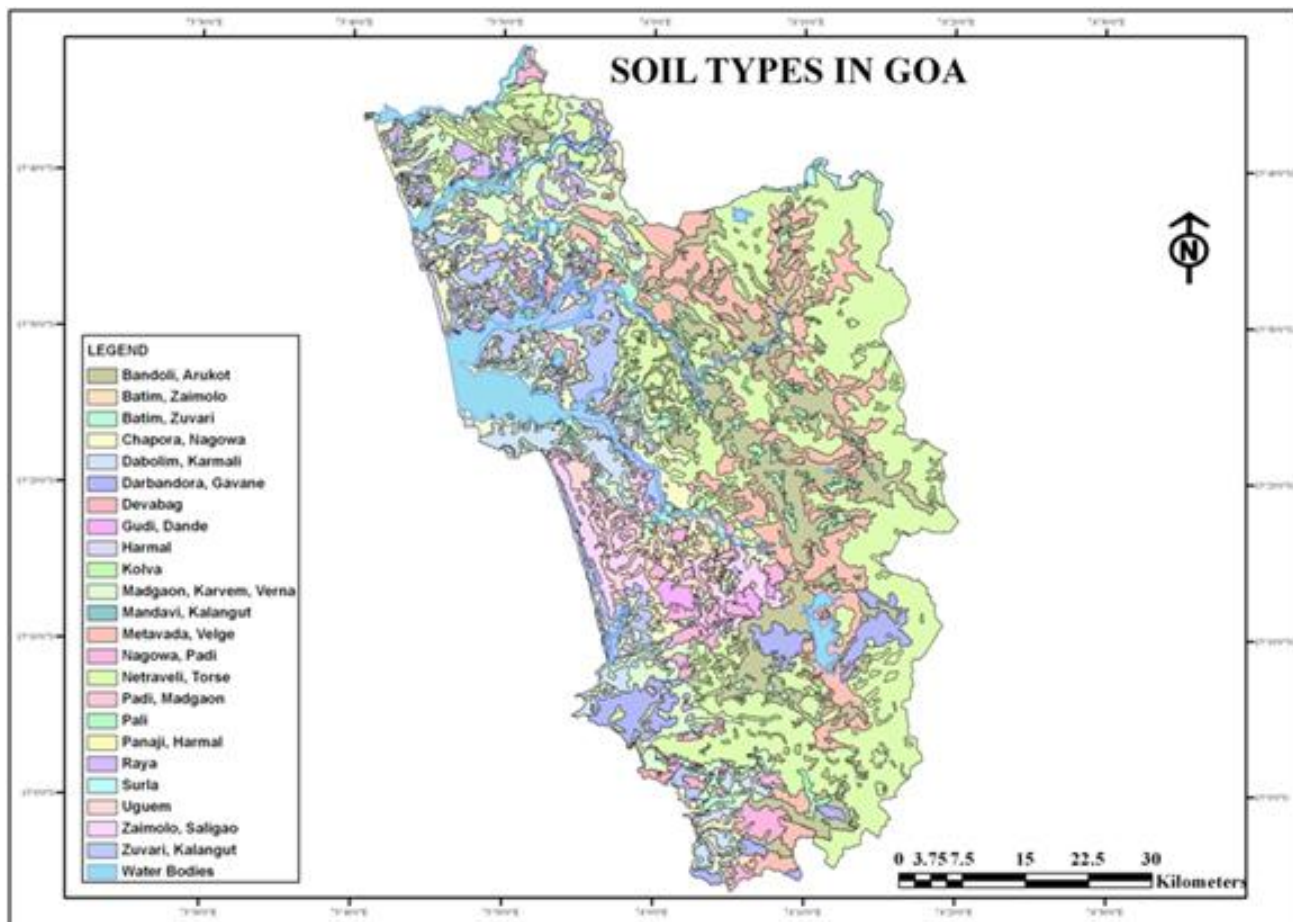 SOIL TYPES IN GOA
N
LEGEND
Bandoli, Arukot
Batim, Zaimolo
Batim, Zuvari
Chapora, Nagowa
Dabolim, Karmali
Darbandora, Gavane
Devabag
Gudi, Dande
Harmal
Kolva
Madgaon, Karvem, Verna
Mandavi, Kalangut
Metavada, Velge
Nagowa, Padi
Netraveli, Torse
Padi, Madgaon
Pali
Panaji, Harmal
Raya
Surla
Uguem
Zaimolo, Saligao
Zuvari, Kalangut
Water Bodies
0 3.75 7.5 15 22.5 30
Kilometers